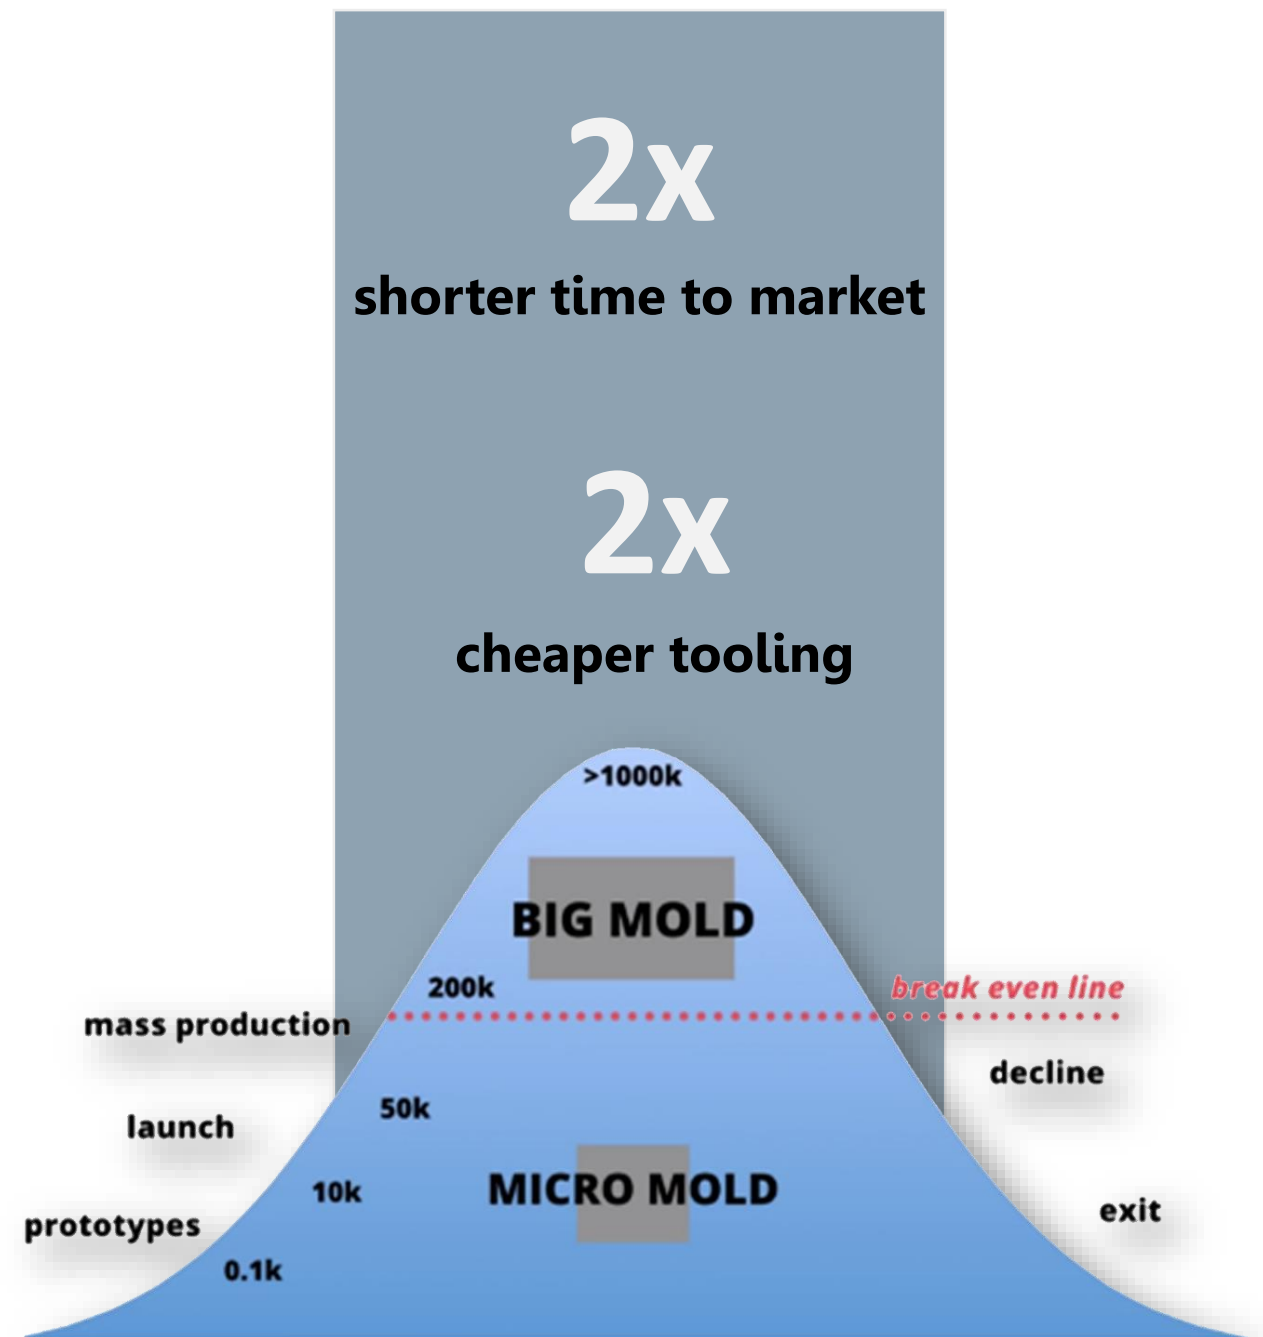 2x
shorter time to market
2x
cheaper tooling
>1000k
BIG MOLD
200k
break even line
mass production
decline
50k
launch
10k
MICRO MOLD
exit
prototypes
0.1k